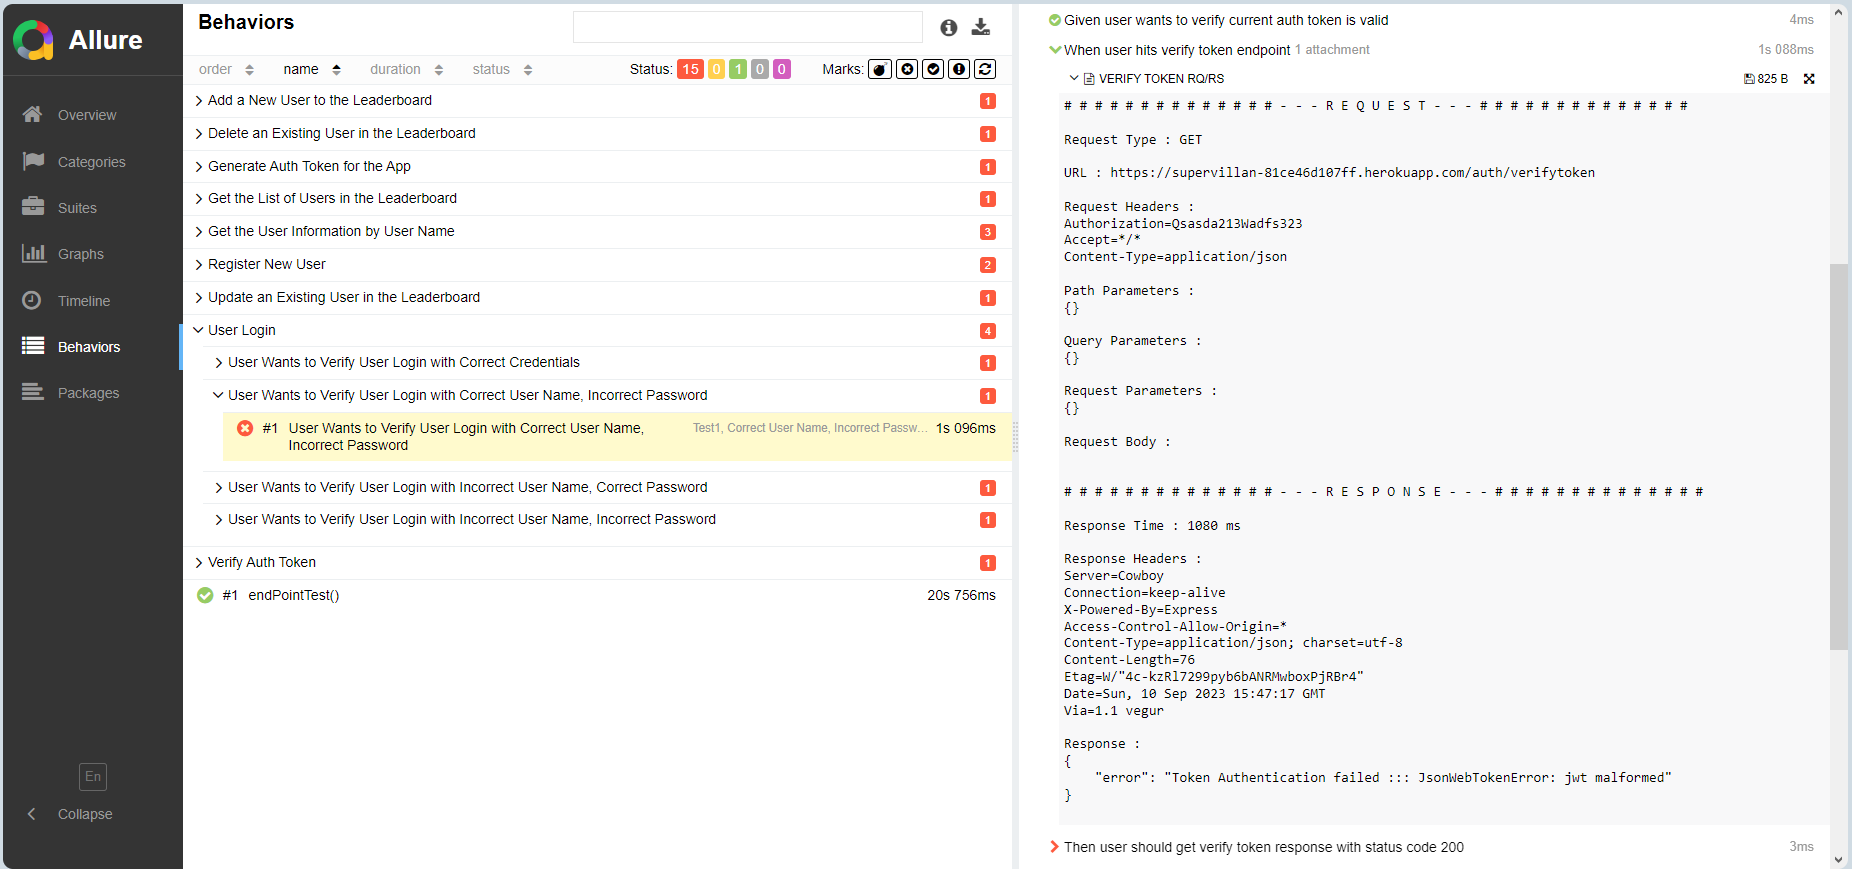 Allure
Overview
Categories
Suites
Graphs
Timeline
Behaviors
Packages
En
Collapse
Behaviors
order name duration status Status: 15 0 1 0 0 Marks:
Add a New User to the Leaderboard 1
Delete an Existing User in the Leaderboard 1
Generate Auth Token for the App 1
Get the List of Users in the Leaderboard 1
Get the User Information by User Name 3
Register New User 2
Update an Existing User in the Leaderboard 1
User Login 4
User Wants to Verify User Login with Correct Credentials 1
User Wants to Verify User Login with Correct User Name, Incorrect Password 1
#1 User Wants to Verify User Login with Correct User Name, Test1, Correct User Name, Incorrect Passw... 1s 096ms
Incorrect Password
User Wants to Verify User Login with Incorrect User Name, Correct Password 1
User Wants to Verify User Login with Incorrect User Name, Incorrect Password 1
Verify Auth Token 1
#1 endPointTest() 20s 756ms
Given user wants to verify current auth token is valid 4ms
When user hits verify token endpoint 1 attachment 1s 088ms
VERIFY TOKEN RQ/RS 825 B
# # # # # # # # # # # # # # - - - R E Q U E S T - - - # # # # # # # # # # # # # #
Request Type : GET
URL : https://supervillan-81ce46d107ff.herokuapp.com/auth/verifytoken
Request Headers :
Authorization=Qsasda213Wadfs323
Accept=*/*
Content-Type=application/json
Path Parameters :
{}
Query Parameters :
{}
Request Parameters :
{}
Request Body :
# # # # # # # # # # # # # # - - - R E S P O N S E - - - # # # # # # # # # # # # # #
Response Time : 1080 ms
Response Headers :
Server=Cowboy
Connection=keep-alive
X-Powered-By=Express
Access-Control-Allow-Origin=*
Content-Type=application/json; charset=utf-8
Content-Length=76
Etag=W/"4c-kzRl7299pyb6bANRMwboxPjRBr4"
Date=Sun, 10 Sep 2023 15:47:17 GMT
Via=1.1 vegur
Response :
{
"error": "Token Authentication failed ::: JsonWebTokenError: jwt malformed"
}
Then user should get verify token response with status code 200 3ms